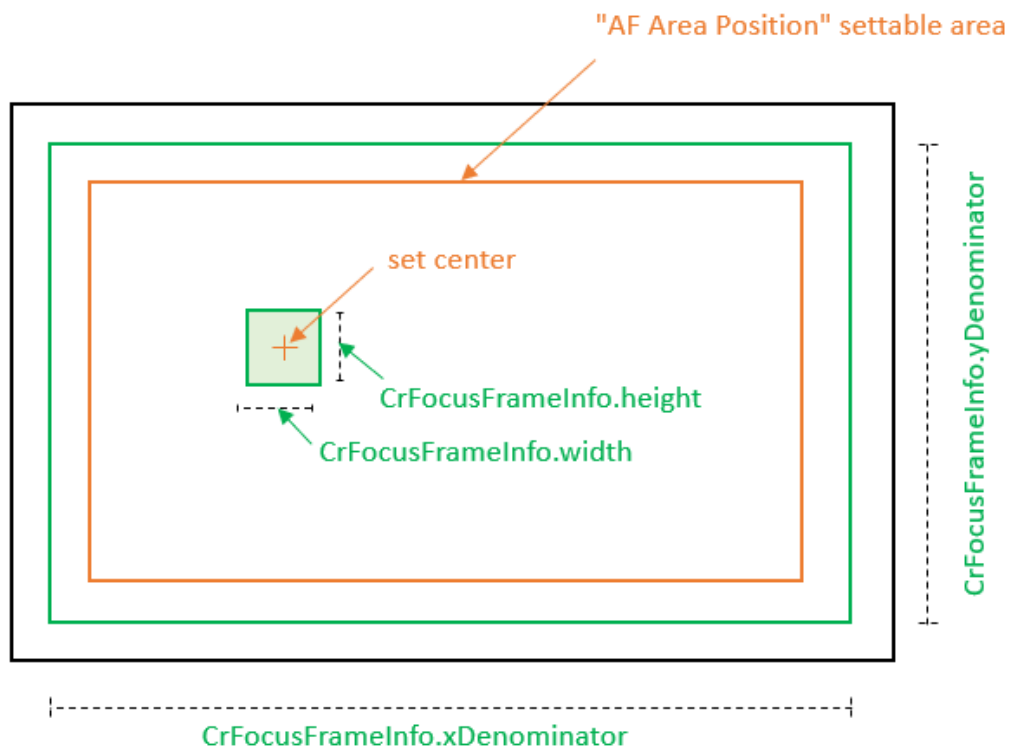 "AF Area Position" settable area
set center
CrFocusFrameInfo.height
CrFocusFrameInfo.width
CrFocusFrameInfo.yDenominator
CrFocusFrameInfo.xDenominator